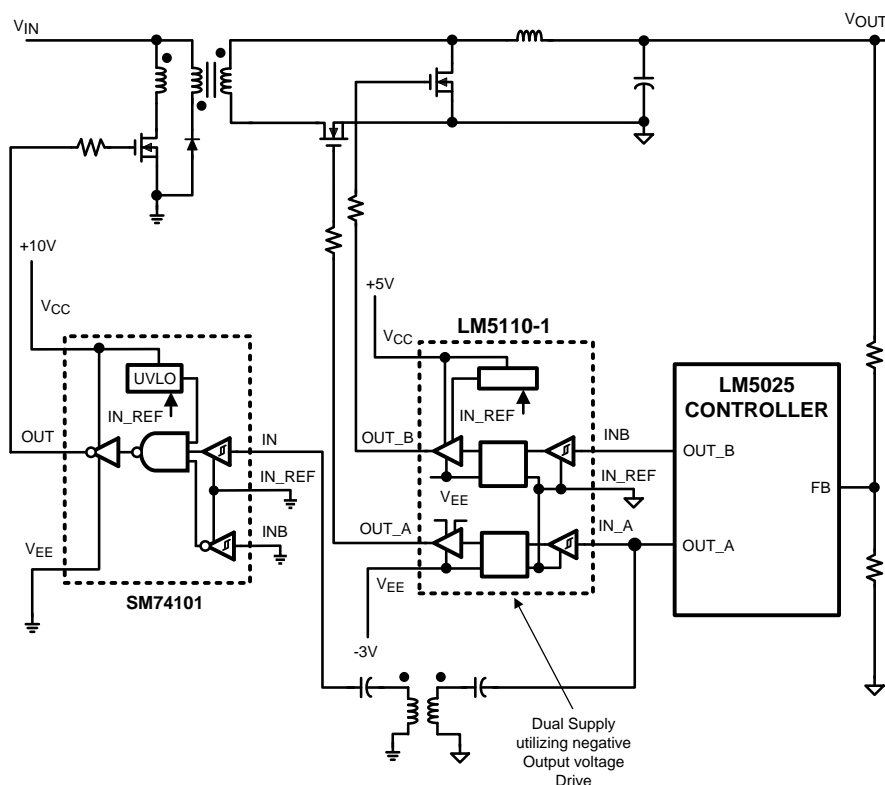 VIN
VOUT
+10V
VCC
UVLO
IN_REF
OUT
IN
IN_REF
INB
VEE
SM74101
+5V
LM5110-1
VCC
IN_REF
OUT_B
INB
IN_REF
VEE
OUT_A
IN_A
VEE
-3V
LM5025
CONTROLLER
OUT_B
FB
OUT_A
Dual Supply
utilizing negative
Output voltage
Drive